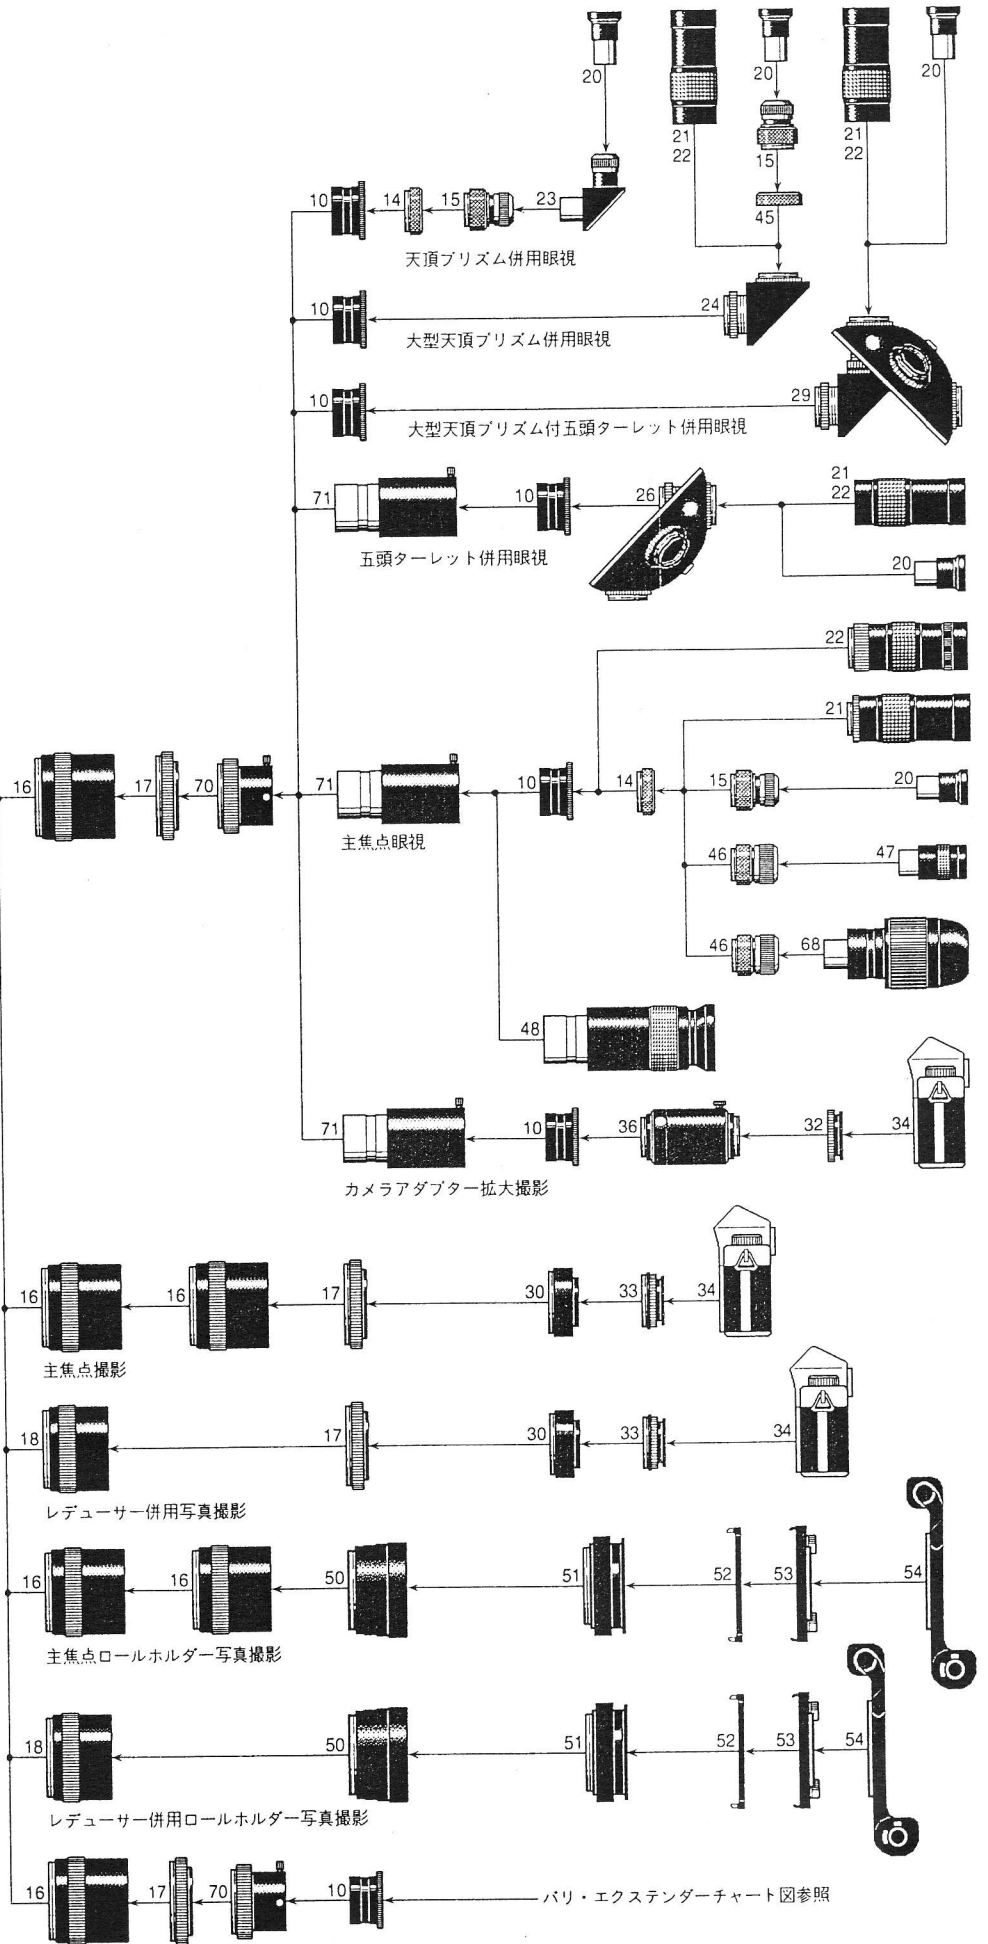 20 20 20
21 21
22 15 22
45
10 14 15 23
天頂プリズム併用眼視
10 24
大型天頂プリズム併用眼視
10 29
大型天頂プリズム付五頭ターレット併用眼視
71 10 26 21
22
五頭ターレット併用眼視
20
22
21
16 17 70 71 10 14 15 20
主焦点眼視
46 47
46 68
48
71 10 36 32 34
カメラアダプター拡大撮影
16 16 17 30 33 34
主焦点撮影
18 17 30 33 34
レデューサー併用写真撮影
16 16 50 51 52 53 54
主焦点ロールホルダー写真撮影
18 50 51 52 53 54
レデューサー併用ロールホルダー写真撮影
16 17 70 10 バリ・エクステンダーチャート図参照